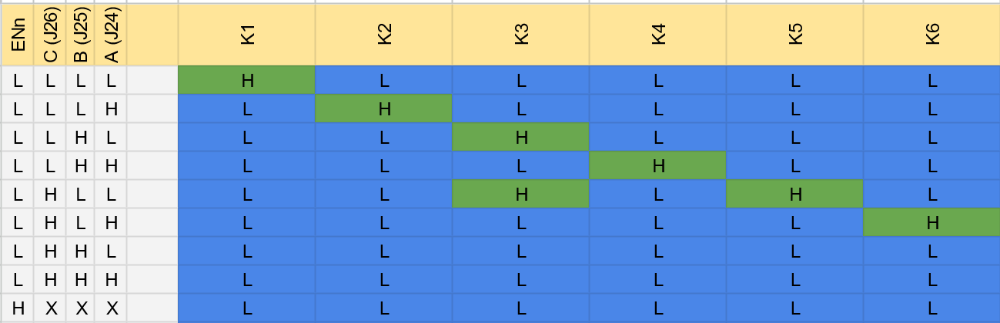 ENn C (J26) B (J25) A (J24) K1 K2 K3 K4 K5 K6
L L L L H L L L L L
L L L H L H L L L L
L L H L L L H L L L
L L H H L L L H L L
L H L L L L H L H L
L H L H L L L L L H
L H H L L L L L L L
L H H H L L L L L L
H X X X L L L L L L